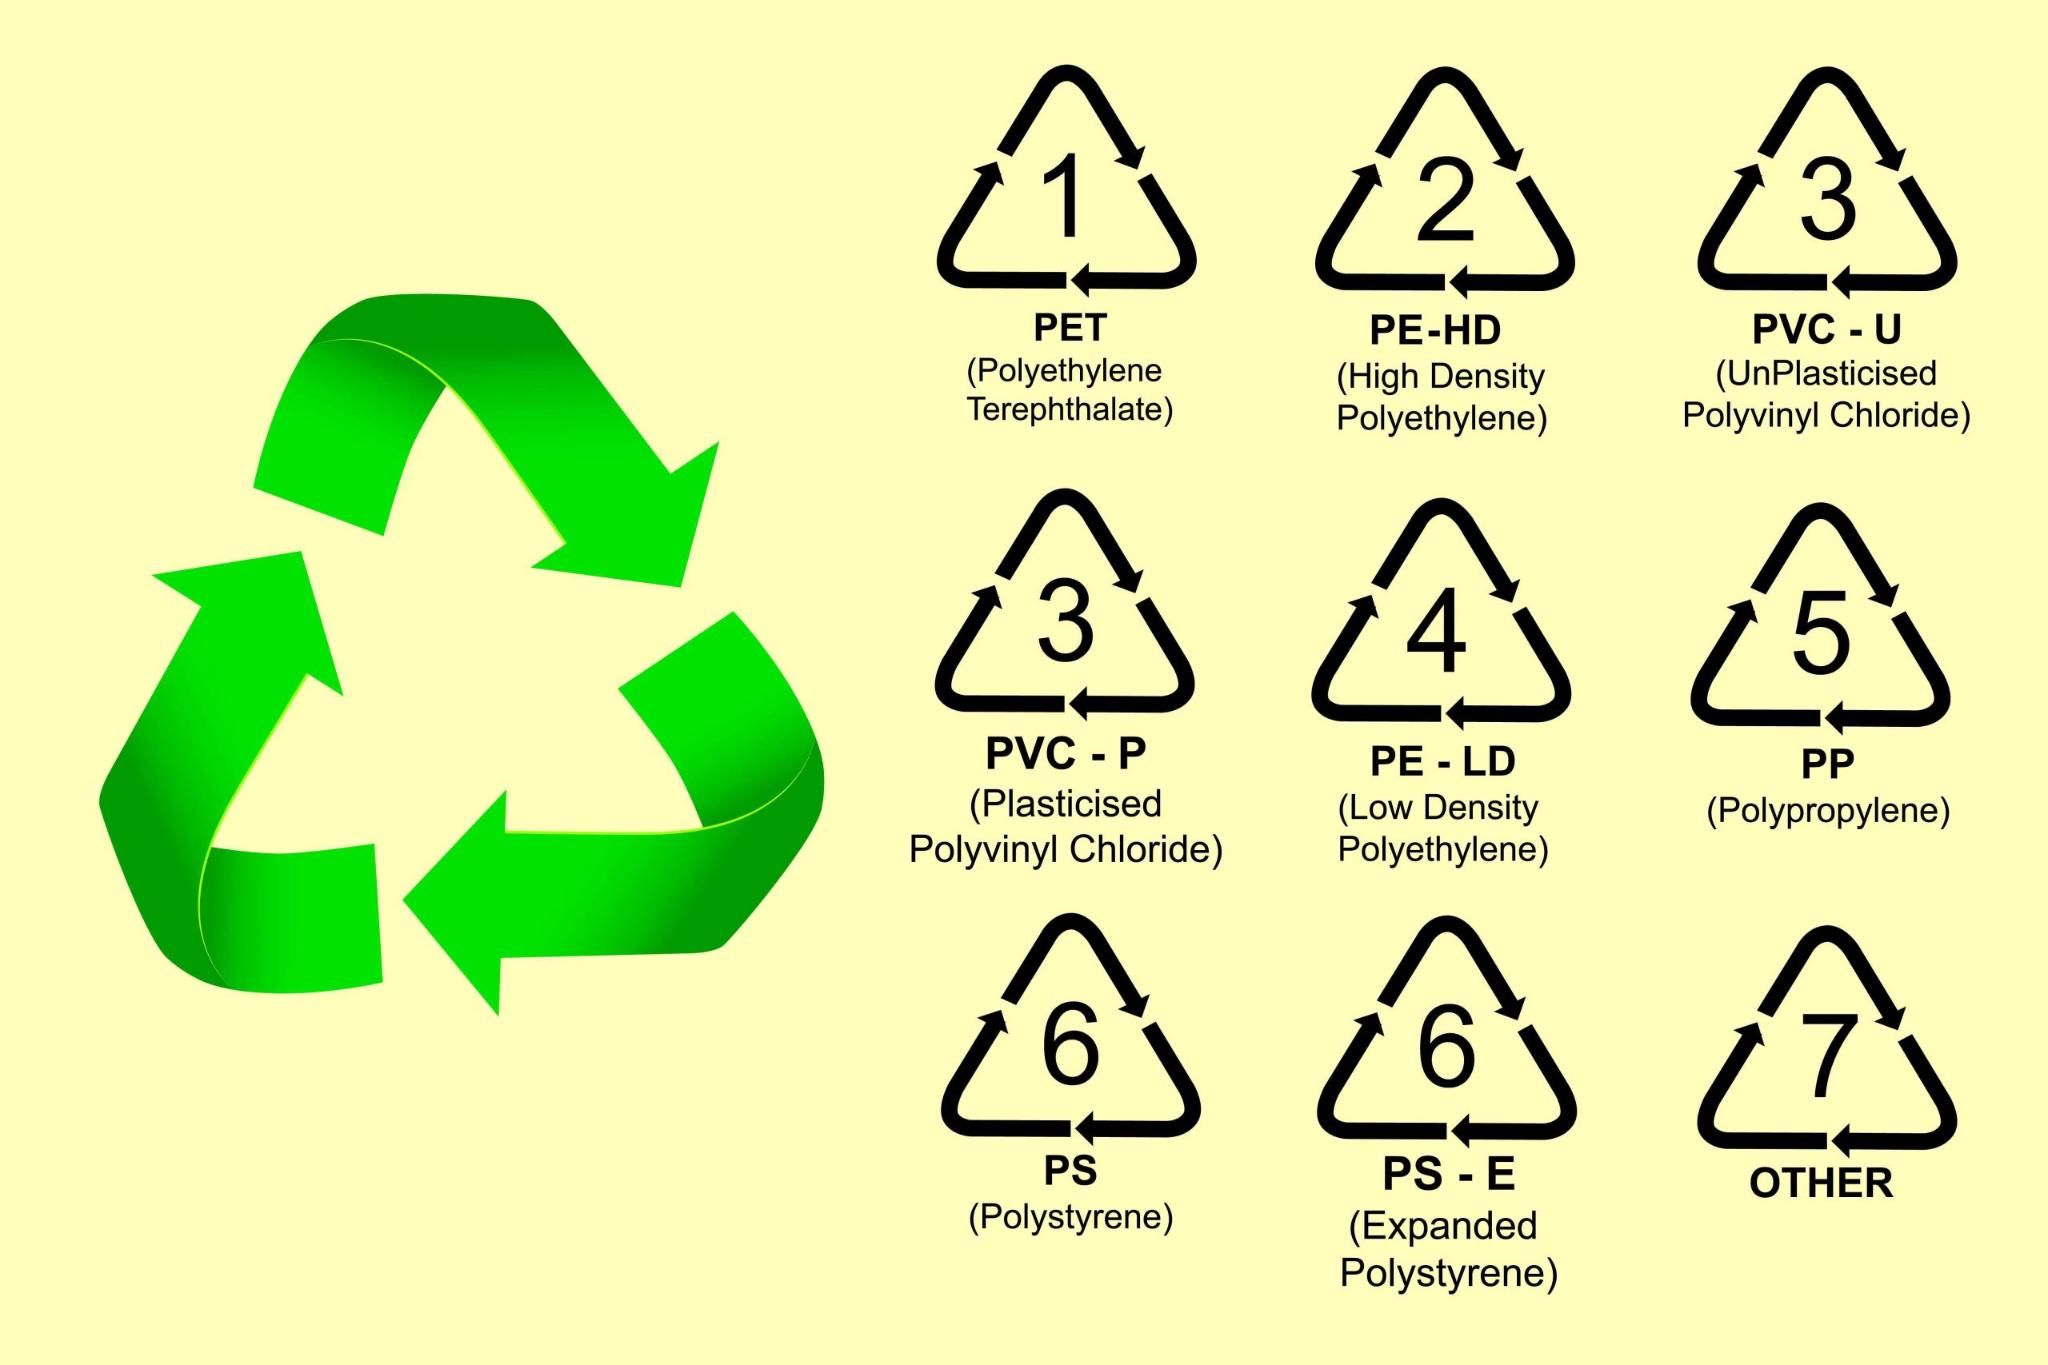 1
PET
(Polyethylene
Terephthalate)
2
PE-HD
(High Density
Polyethylene)
3
PVC - U
(UnPlasticised
Polyvinyl Chloride)
3
PVC - P
(Plasticised
Polyvinyl Chloride)
4
PE - LD
(Low Density
Polyethylene)
5
PP
(Polypropylene)
6
PS
(Polystyrene)
6
PS - E
(Expanded
Polystyrene)
7
OTHER